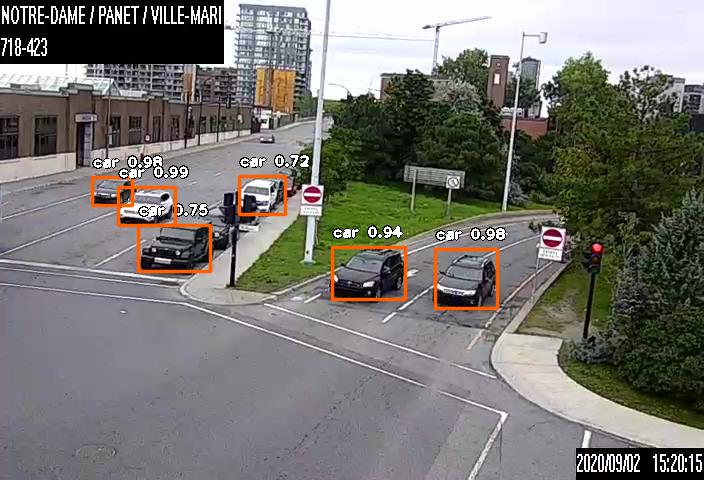 NOTRE-DAME / PANET / VILLE-MARI
718-423
car 0.98
car 0.99
car 0.72
car 0.75
car 0.94
car 0.98
2020/09/02 15:20:15